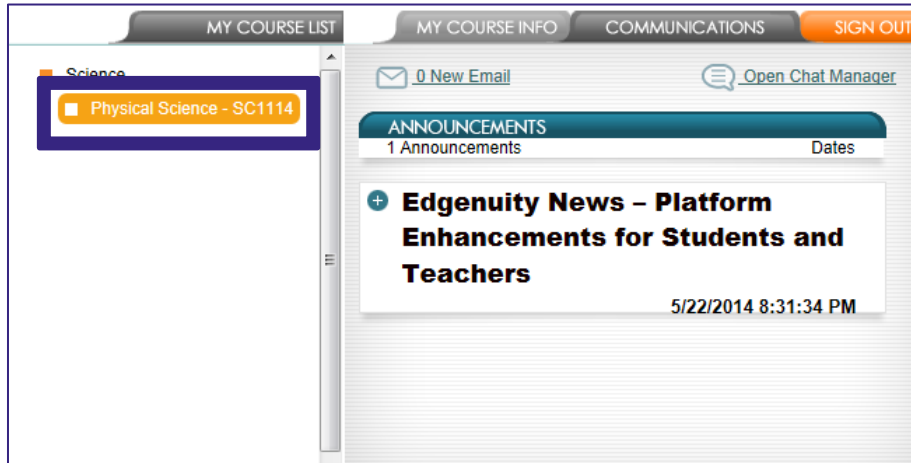 MY COURSE LIST
MY COURSE INFO
COMMUNICATIONS
SIGN OUT
Science
Physical Science - SC1114
0 New Email
Open Chat Manager
ANNOUNCEMENTS
1 Announcements
Dates
Edgenuity News – Platform
Enhancements for Students and
Teachers
5/22/2014 8:31:34 PM